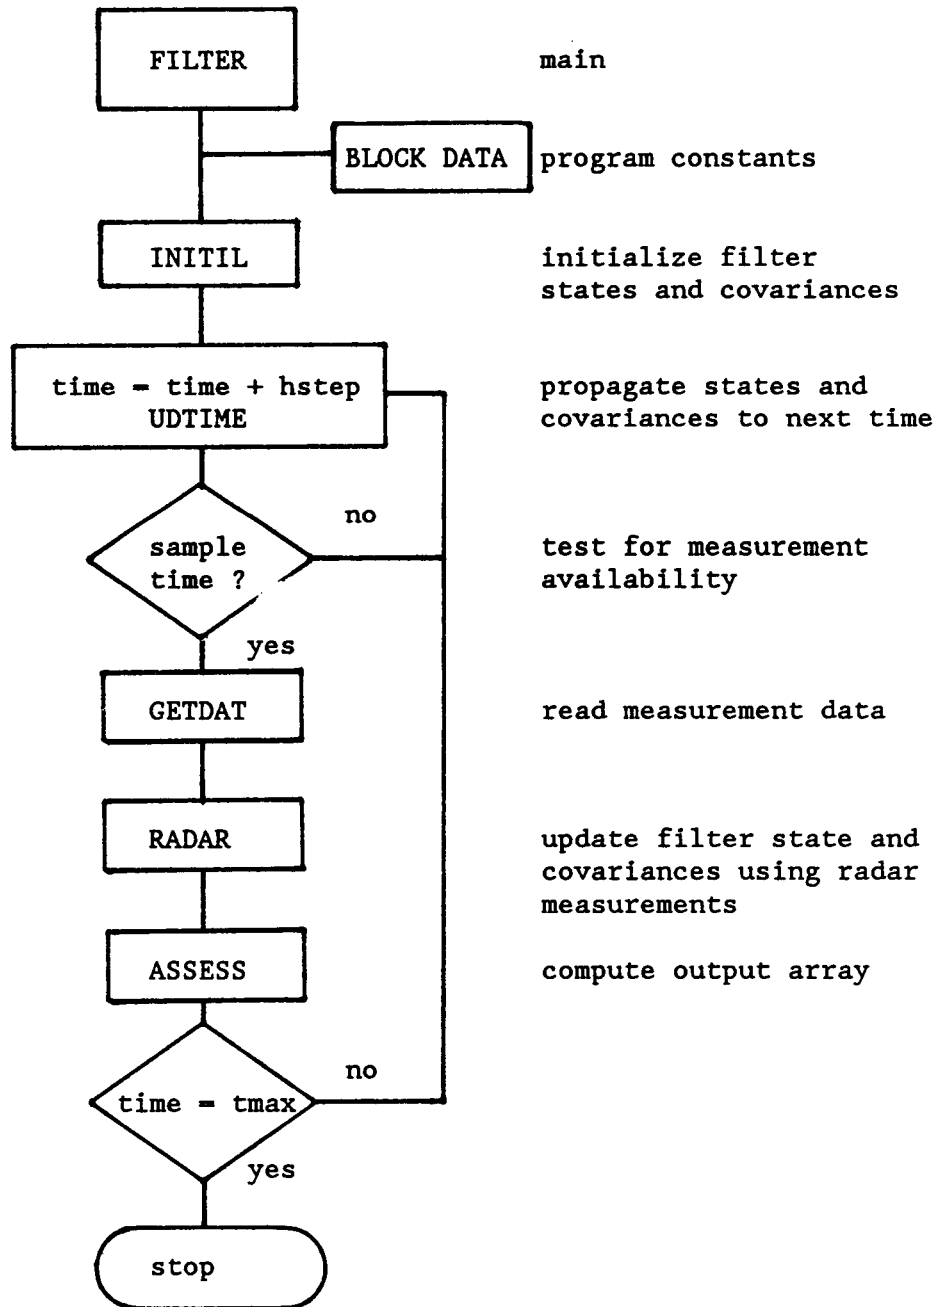 FILTER
main
BLOCK DATA
program constants
INITIL
initialize filter
states and covariances
time = time + hstep
UDTIME
propagate states and
covariances to next time
no
sample
time ?
test for measurement
availability
yes
GETDAT
read measurement data
RADAR
update filter state and
covariances using radar
measurements
ASSESS
compute output array
no
time = tmax
yes
stop